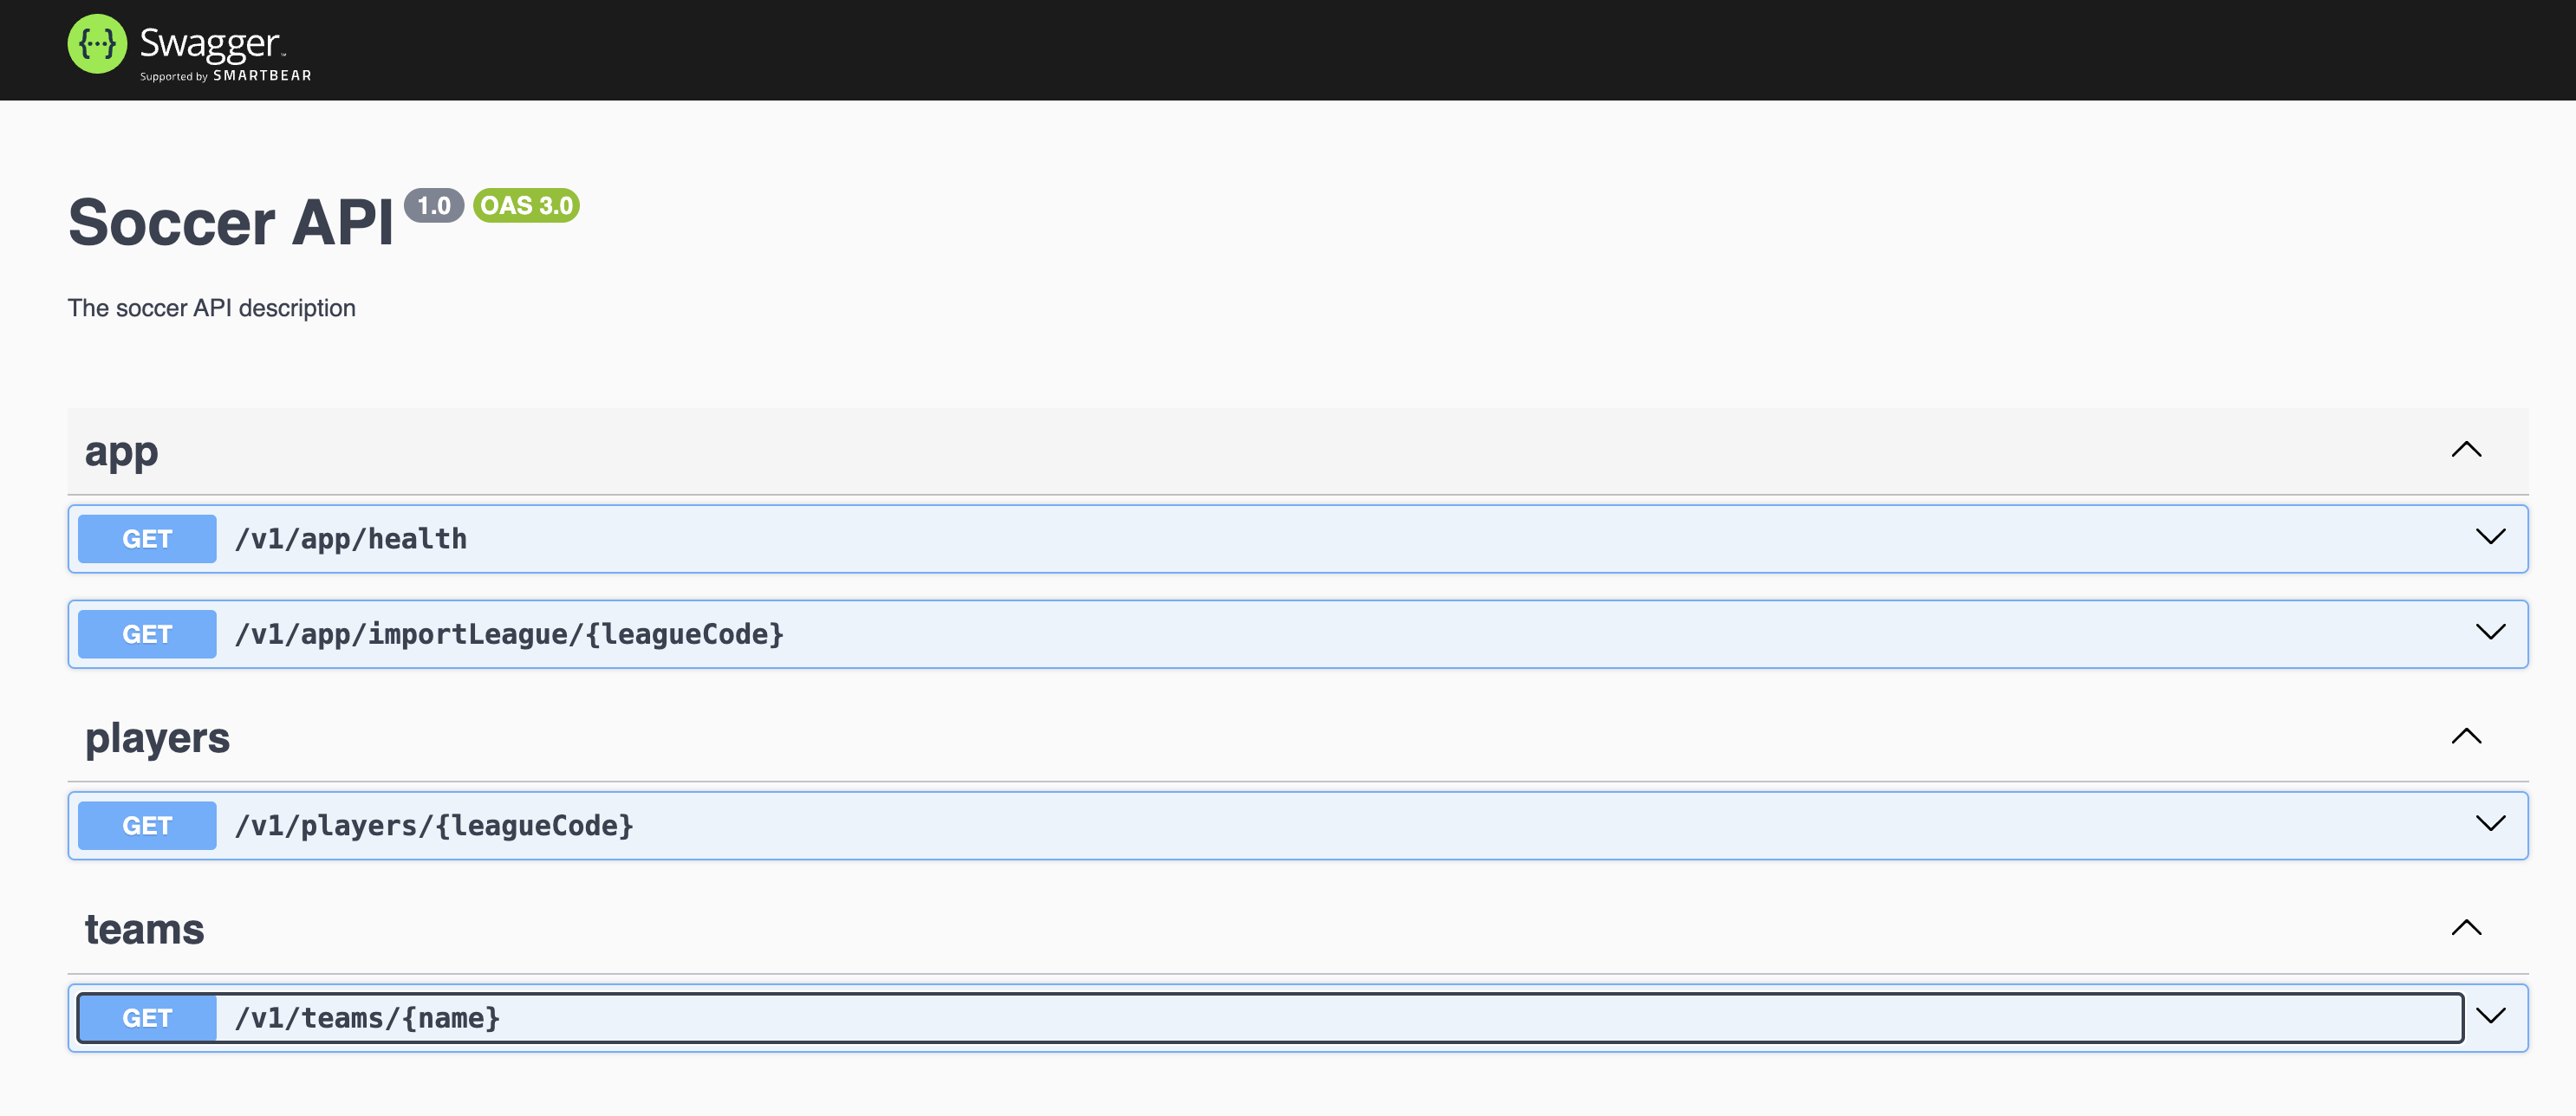 {...} Swagger™
Supported by SMARTBEAR
Soccer API 1.0 OAS 3.0
The soccer API description
app
GET /v1/app/health
GET /v1/app/importLeague/{leagueCode}
players
GET /v1/players/{leagueCode}
teams
GET /v1/teams/{name}